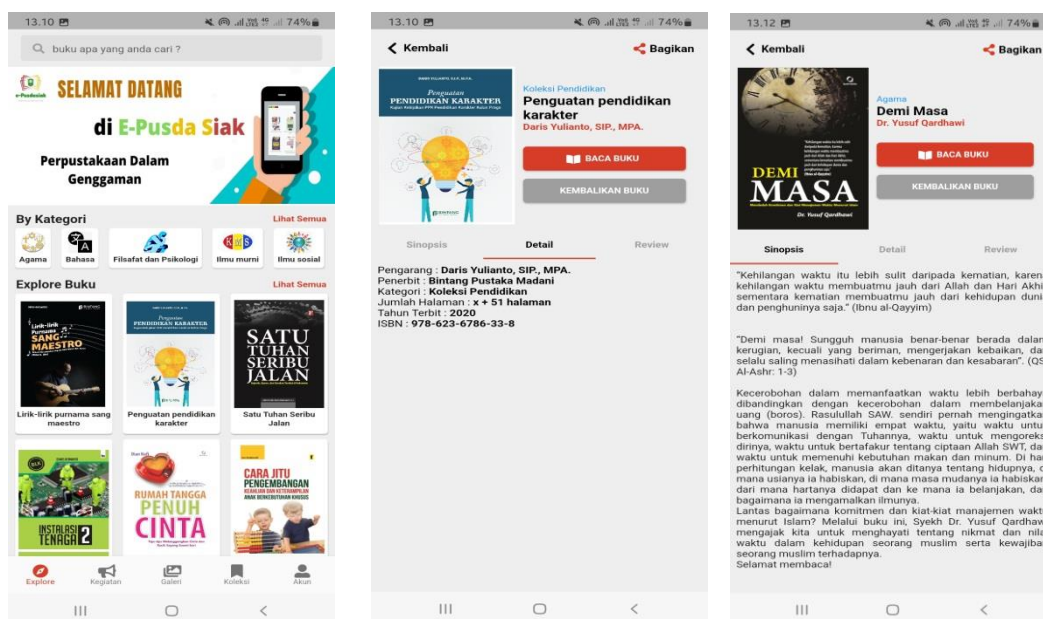 13.10
74%
buku apa yang anda cari ?
e-Pusdasiak
SELAMAT DATANG
di E-Pusda Siak
Perpustakaan Dalam
Genggaman
By Kategori
Lihat Semua
Agama
Bahasa
Filsafat dan Psikologi
Ilmu murni
Ilmu sosial
Explore Buku
Lihat Semua
Lirik-lirik
Purnama
SANG
MAESTRO
Penguatan
PENDIDIKAN KARAKTER
SATU
TUHAN
SERIBU
JALAN
Lirik-lirik purnama sang
maestro
Penguatan pendidikan
karakter
Satu Tuhan Seribu
Jalan
INSTALASI
TENAGA 2
RUMAH TANGGA
PENUH
CINTA
CARA JITU
PENGEMBANGAN
KEAHLIAN DAN KETERAMPILAN
ANAK BERKEBUTUHAN KHUSUS
Explore
Kegiatan
Galeri
Koleksi
Akun
13.10
74%
Kembali
Bagikan
Penguatan
PENDIDIKAN KARAKTER
BINTANG
Koleksi Pendidikan
Penguatan pendidikan
karakter
Daris Yulianto, SIP., MPA.
BACA BUKU
KEMBALIKAN BUKU
Sinopsis
Detail
Review
Pengarang : Daris Yulianto, SIP., MPA.
Penerbit : Bintang Pustaka Madani
Kategori : Koleksi Pendidikan
Jumlah Halaman : x + 51 halaman
Tahun Terbit : 2020
ISBN : 978-623-6786-33-8
13.12
74%
Kembali
Bagikan
DEMI
MASA
Dr. Yusuf Qardhawi
Agama
Demi Masa
Dr. Yusuf Qardhawi
BACA BUKU
KEMBALIKAN BUKU
Sinopsis
Detail
Review
"Kehilangan waktu itu lebih sulit daripada kematian, karen
kehilangan waktu membuatmu jauh dari Allah dan Hari Akhi
sementara kematian membuatmu jauh dari kehidupan duni
dan penghuninya saja." (Ibnu al-Qayyim)
"Demi masa! Sungguh manusia benar-benar berada dalan
kerugian, kecuali yang beriman, mengerjakan kebaikan, da
selalu saling menasihati dalam kebenaran dan kesabaran". (QS
Al-Ashr: 1-3)
Kecerobohan dalam memanfaatkan waktu lebih berbahay
dibandingkan dengan kecerobohan dalam membelanjaka
uang (boros). Rasulullah SAW. sendiri pernah mengingatka
bahwa manusia memiliki empat waktu, yaitu waktu untu
berkomunikasi dengan Tuhannya, waktu untuk mengoreks
dirinya, waktu untuk bertafakur tentang ciptaan Allah SWT, da
waktu untuk memenuhi kebutuhan makan dan minum. Di ha
perhitungan kelak, manusia akan ditanya tentang hidupnya, d
mana usianya ia habiskan, di mana masa mudanya ia habiskan
dari mana hartanya didapat dan ke mana ia belanjakan, da
bagaimana ia mengamalkan ilmunya.
Lantas bagaimana komitmen dan kiat-kiat manajemen wakt
menurut Islam? Melalui buku ini, Syekh Dr. Yusuf Qardhaw
mengajak kita untuk menghayati tentang nikmat dan nila
waktu dalam kehidupan seorang muslim serta kewajiba
seorang muslim terhadapnya.
Selamat membaca!